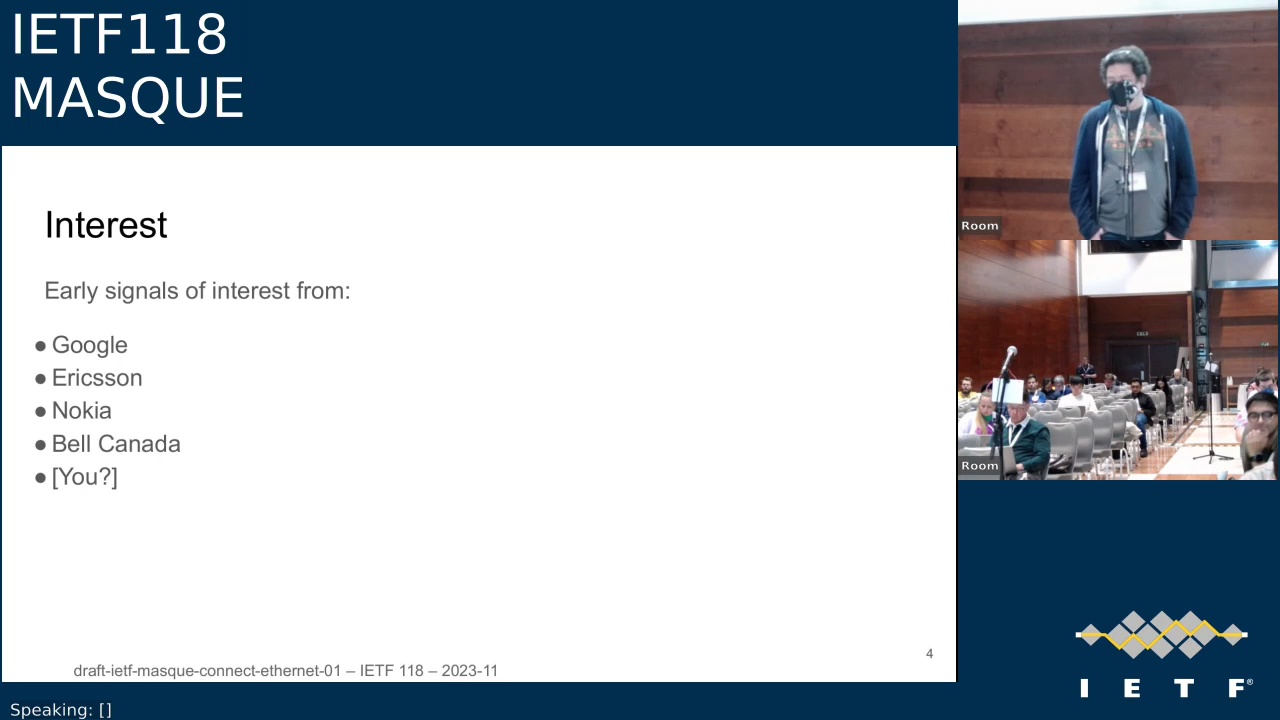 IETF118
MASQUE
Interest
Early signals of interest from:
● Google
● Ericsson
● Nokia
● Bell Canada
● [You?]
4
draft-ietf-masque-connect-ethernet-01 – IETF 118 – 2023-11
Speaking: []
Room
Room
I E T F®